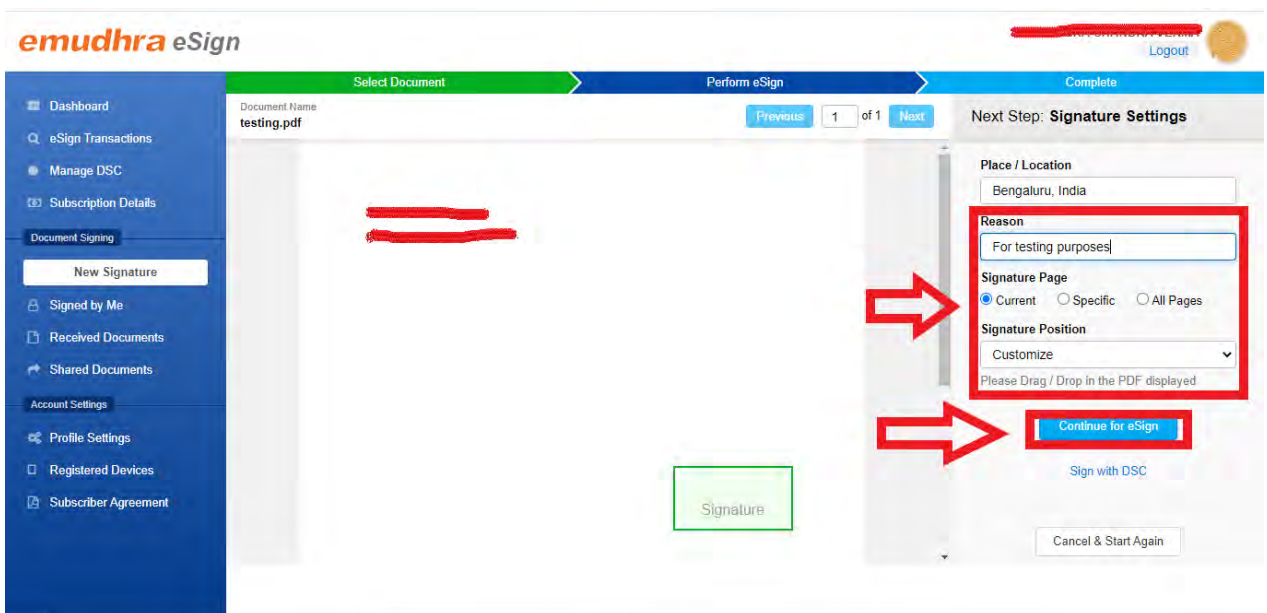 emudhra eSign
Logout
Select Document
Perform eSign
Complete
Dashboard
eSign Transactions
Manage DSC
Subscription Details
Document Signing
New Signature
Signed by Me
Received Documents
Shared Documents
Account Settings
Profile Settings
Registered Devices
Subscriber Agreement
Document Name
testing.pdf
Previous 1 of 1 Next
Signature
Next Step: Signature Settings
Place / Location
Bengaluru, India
Reason
For testing purposes
Signature Page
Current Specific All Pages
Signature Position
Customize
Please Drag / Drop in the PDF displayed
Continue for eSign
Sign with DSC
Cancel & Start Again